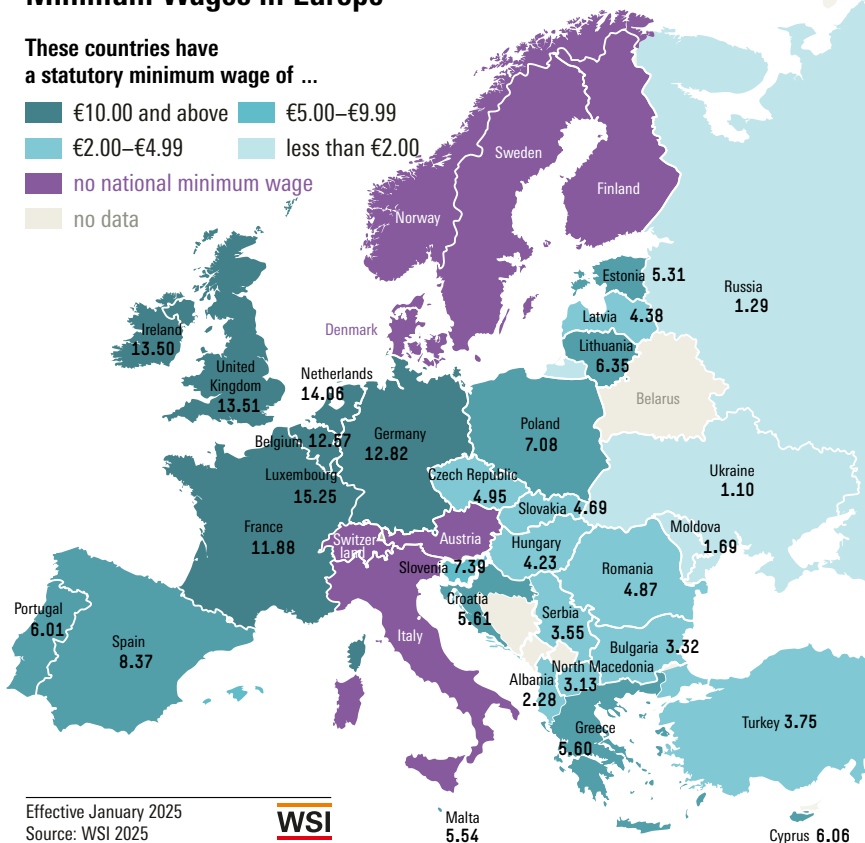 Minimum Wages in Europe
These countries have
a statutory minimum wage of ...
€10.00 and above
€5.00–€9.99
€2.00–€4.99
less than €2.00
no national minimum wage
no data
Sweden
Finland
Norway
Estonia 5.31
Russia
1.29
Latvia 4.38
Denmark
Ireland
13.50
Lithuania
6.35
United
Kingdom
13.51
Netherlands
14.06
Belarus
Belgium 12.57
Germany
12.82
Poland
7.08
Luxembourg
15.25
Czech Republic
4.95
Ukraine
1.10
Slovakia 4.69
France
11.88
Switzer-
land
Austria
Hungary
4.23
Moldova
1.69
Slovenia 7.39
Romania
4.87
Portugal
6.01
Croatia
5.61
Serbia
3.55
Spain
8.37
Italy
Bulgaria 3.32
North Macedonia
3.13
Albania
2.28
Greece
5.60
Turkey 3.75
Effective January 2025
Source: WSI 2025
WSI
Malta
5.54
Cyprus 6.06